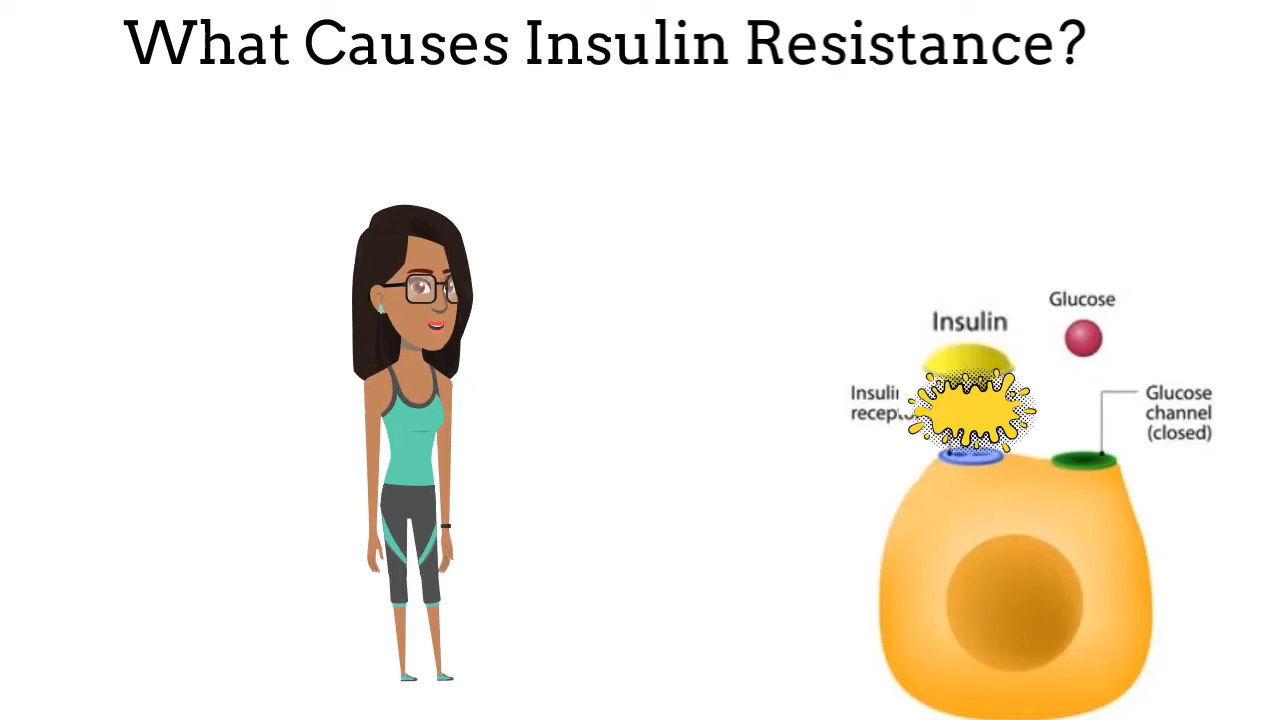 What Causes Insulin Resistance?
Glucose
Insulin
Glucose
channel
(closed)